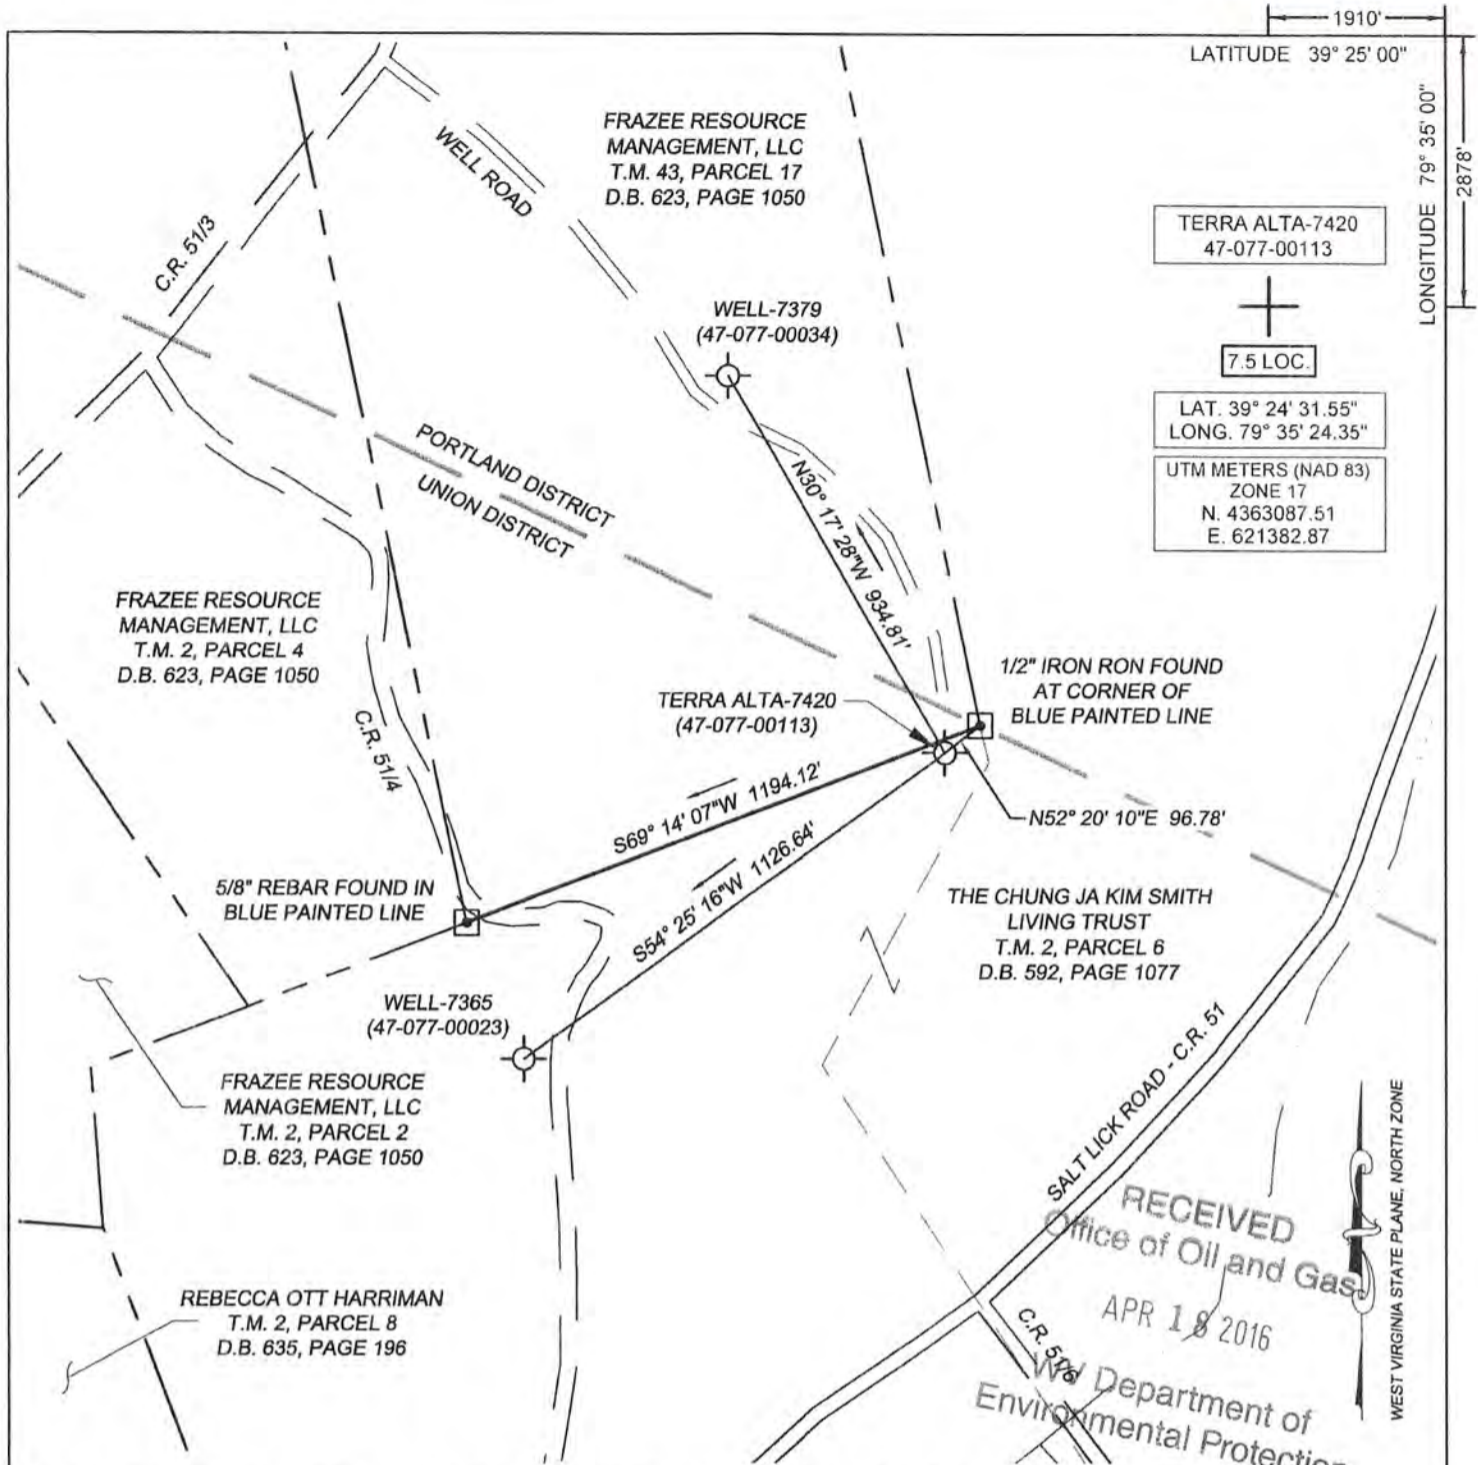 1910'
LATITUDE 39° 25' 00"
LONGITUDE 79° 35' 00"
2878'
FRAZEE RESOURCE
MANAGEMENT, LLC
T.M. 43, PARCEL 17
D.B. 623, PAGE 1050
WELL ROAD
C.R. 51/3
TERRA ALTA-7420
47-077-00113
7.5 LOC.
LAT. 39° 24' 31.55"
LONG. 79° 35' 24.35"
UTM METERS (NAD 83)
ZONE 17
N. 4363087.51
E. 621382.87
WELL-7379
(47-077-00034)
PORTLAND DISTRICT
UNION DISTRICT
N30° 17' 28"W 934.81'
FRAZEE RESOURCE
MANAGEMENT, LLC
T.M. 2, PARCEL 4
D.B. 623, PAGE 1050
C.R. 51/4
TERRA ALTA-7420
(47-077-00113)
1/2" IRON RON FOUND
AT CORNER OF
BLUE PAINTED LINE
S69° 14' 07"W 1194.12'
N52° 20' 10"E 96.78'
S54° 25' 16"W 1126.64'
5/8" REBAR FOUND IN
BLUE PAINTED LINE
THE CHUNG JA KIM SMITH
LIVING TRUST
T.M. 2, PARCEL 6
D.B. 592, PAGE 1077
WELL-7365
(47-077-00023)
FRAZEE RESOURCE
MANAGEMENT, LLC
T.M. 2, PARCEL 2
D.B. 623, PAGE 1050
SALT LICK ROAD - C.R. 51
REBECCA OTT HARRIMAN
T.M. 2, PARCEL 8
D.B. 635, PAGE 196
C.R. 51/6
RECEIVED
Office of Oil and Gas
APR 18 2016
WV Department of
Environmental Protection
WEST VIRGINIA STATE PLANE, NORTH ZONE